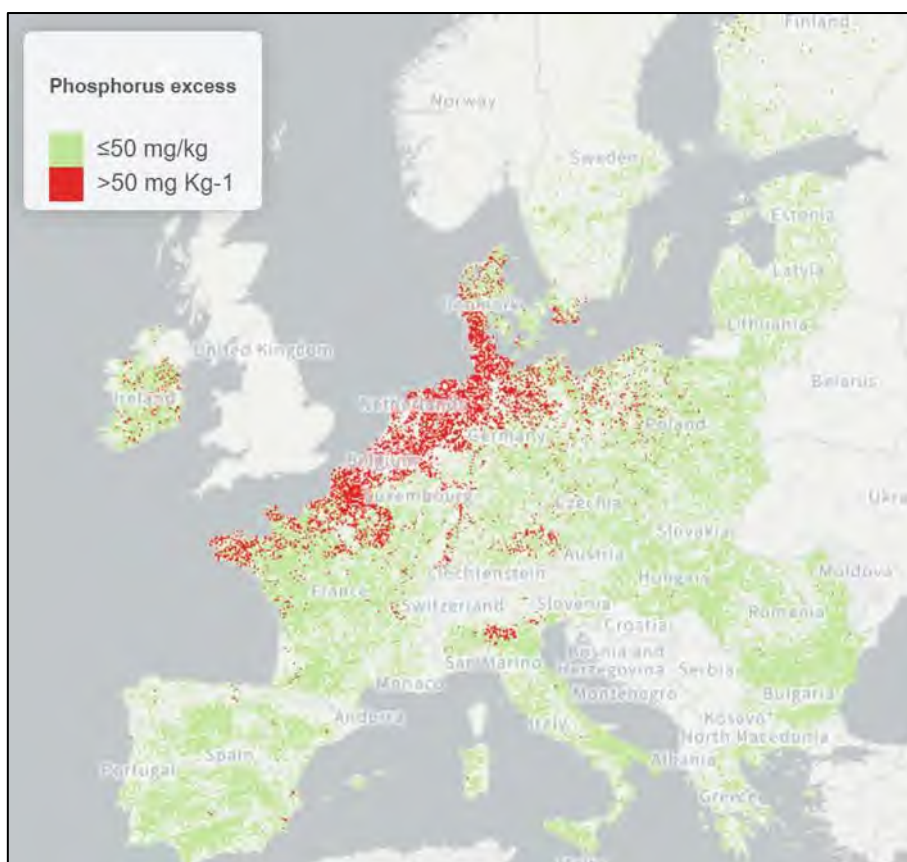 Finland
Phosphorus excess
≤50 mg/kg
>50 mg Kg-1
Norway
Sweden
Estonia
Latvia
Denmark
Lithuania
United Kingdom
Belarus
Ireland
Netherlands
Poland
Germany
Belgium
Luxembourg
Czechia
Ukra
Slovakia
Austria
Liechtenstein
Hungary
Moldova
France
Switzerland
Slovenia
Romania
Croatia
San Marino
Bosnia and
Herzegovina
Serbia
Monaco
Montenegro
Bulgaria
Andorra
Kosovo*
Italy
North Macedonia
Spain
Portugal
Albania
Greece